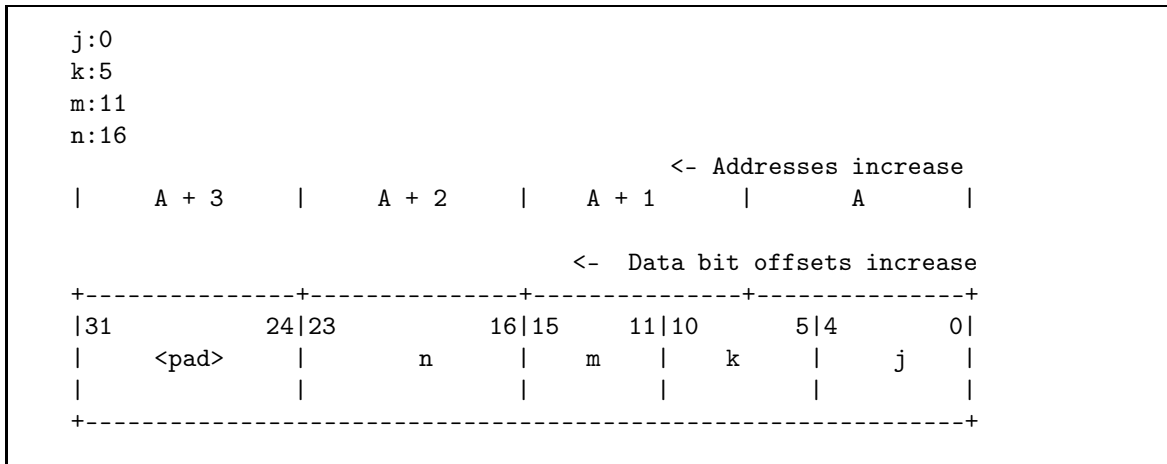 j:0
k:5
m:11
n:16
<- Addresses increase
| A + 3 | A + 2 | A + 1 | A |
<- Data bit offsets increase
+---------------+---------------+---------------+---------------+
|31 24|23 16|15 11|10 5|4 0|
| <pad> | n | m | k | j |
| | | | | |
+---------------------------------------------------------------+